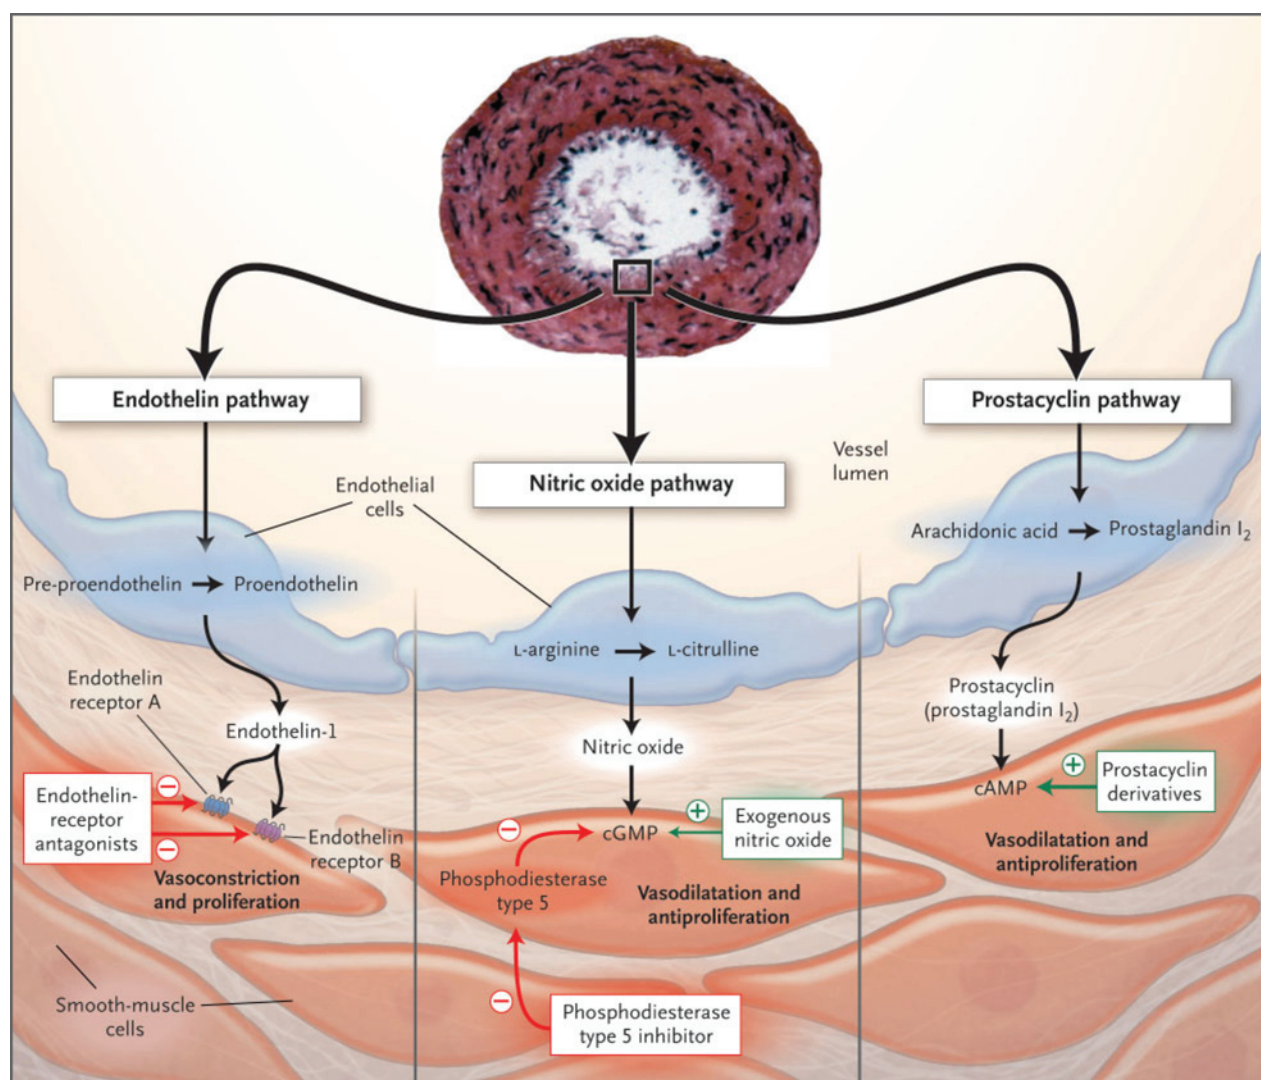 Endothelin pathway
Nitric oxide pathway
Prostacyclin pathway
Vessel
lumen
Endothelial
cells
Pre-proendothelin
Proendothelin
Endothelin
receptor A
Endothelin-1
Endothelin-
receptor
antagonists
−
−
Endothelin
receptor B
Vasoconstriction
and proliferation
Smooth-muscle
cells
L-arginine
L-citrulline
Nitric oxide
cGMP
−
+
Exogenous
nitric oxide
Phosphodiesterase
type 5
Vasodilatation and
antiproliferation
−
Phosphodiesterase
type 5 inhibitor
Arachidonic acid
Prostaglandin I₂
Prostacyclin
(prostaglandin I₂)
cAMP
+
Prostacyclin
derivatives
Vasodilatation and
antiproliferation